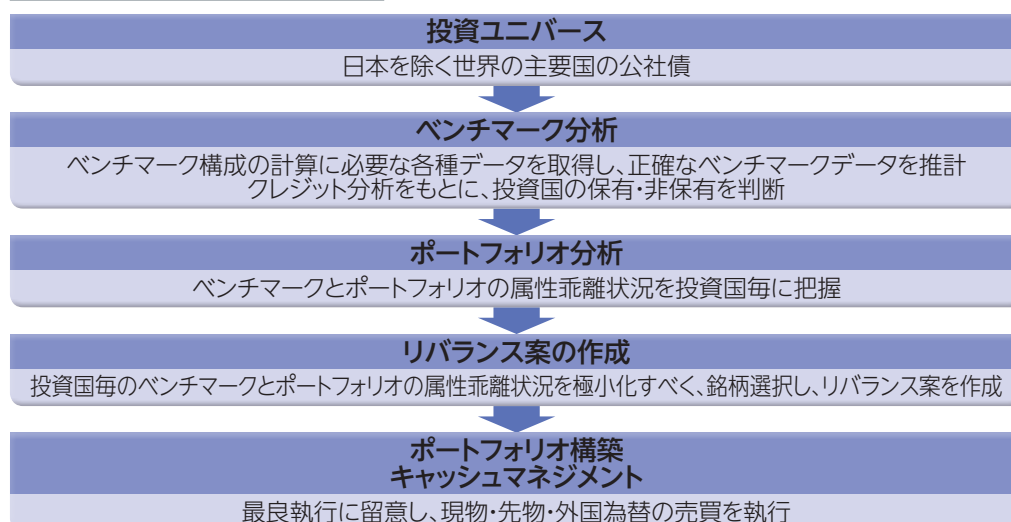 投資ユニバース
日本を除く世界の主要国の公社債
ベンチマーク分析
ベンチマーク構成の計算に必要な各種データを取得し、正確なベンチマークデータを推計
クレジット分析をもとに、投資国の保有・非保有を判断
ポートフォリオ分析
ベンチマークとポートフォリオの属性乖離状況を投資国毎に把握
リバランス案の作成
投資国毎のベンチマークとポートフォリオの属性乖離状況を極小化すべく、銘柄選択し、リバランス案を作成
ポートフォリオ構築
キャッシュマネジメント
最良執行に留意し、現物・先物・外国為替の売買を執行